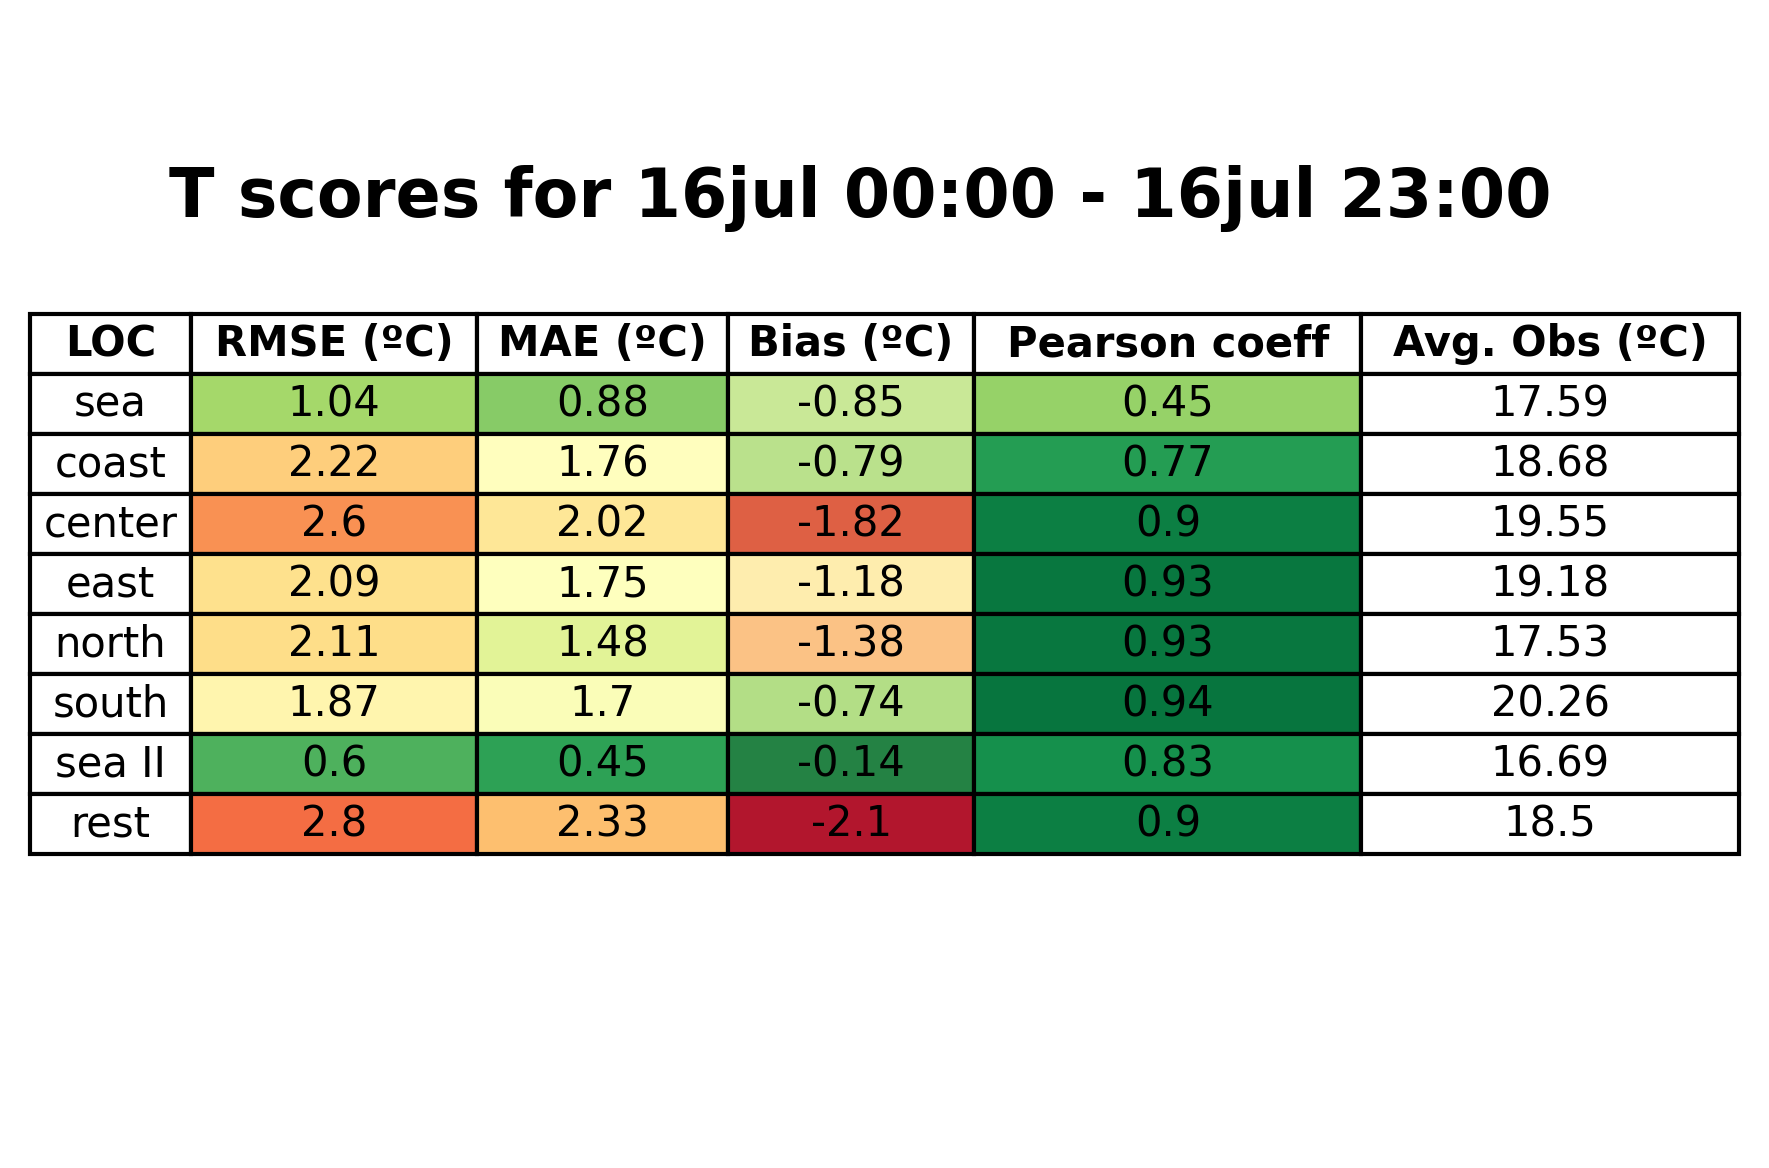 T scores for 16jul 00:00 - 16jul 23:00
LOC RMSE (ºC) MAE (ºC) Bias (ºC) Pearson coeff Avg. Obs (ºC)
sea 1.04 0.88 -0.85 0.45 17.59
coast 2.22 1.76 -0.79 0.77 18.68
center 2.6 2.02 -1.82 0.9 19.55
east 2.09 1.75 -1.18 0.93 19.18
north 2.11 1.48 -1.38 0.93 17.53
south 1.87 1.7 -0.74 0.94 20.26
sea II 0.6 0.45 -0.14 0.83 16.69
rest 2.8 2.33 -2.1 0.9 18.5